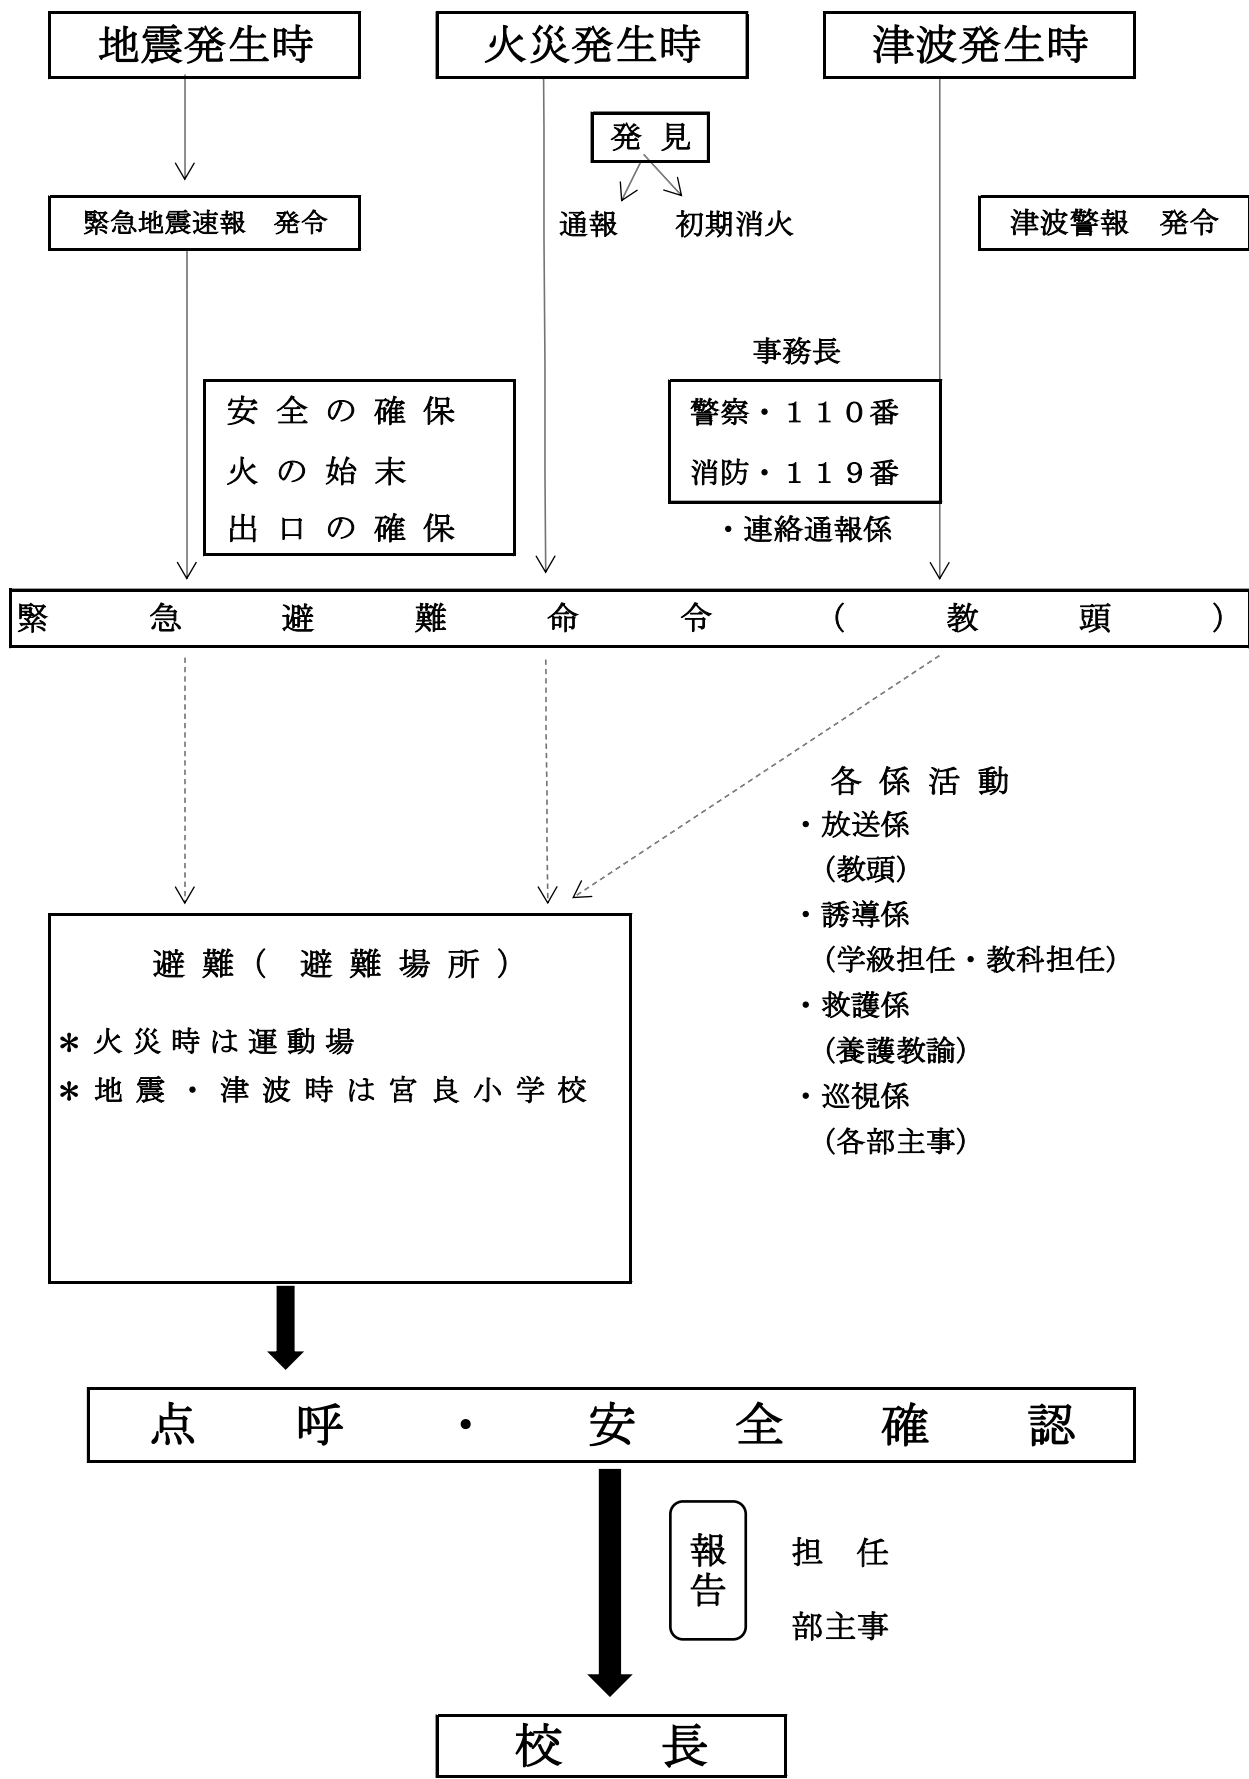 地震発生時
火災発生時
津波発生時
発 見
通報
初期消火
緊急地震速報　発令
津波警報　発令
事務長
安全の確保
火の始末
出口の確保
警察・１１０番
消防・１１９番
・連絡通報係
緊急避難命令（教頭）
各係活動
・放送係
（教頭）
・誘導係
（学級担任・教科担任）
・救護係
（養護教諭）
・巡視係
（各部主事）
避難（ 避難場所）
＊火災時は運動場
＊地震・津波時は宮良小学校
点呼・安全確認
報告
担　任
部主事
校　長